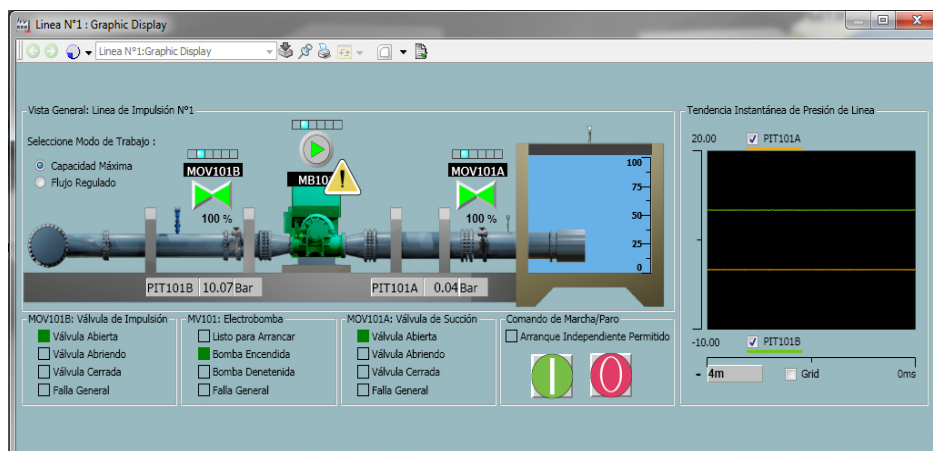 Linea N°1 : Graphic Display
Linea N°1:Graphic Display
Vista General: Linea de Impulsión N°1
Seleccione Modo de Trabajo :
Capacidad Máxima
Flujo Regulado
MOV101B
100 %
MB10
MOV101A
100 %
100
75
50
25
0
PIT101B 10.07 Bar
PIT101A 0.04 Bar
MOV101B: Válvula de Impulsión
Válvula Abierta
Válvula Abriendo
Válvula Cerrada
Falla General
MV101: Electrobomba
Listo para Arrancar
Bomba Encendida
Bomba Denetenida
Falla General
MOV101A: Válvula de Succión
Válvula Abierta
Válvula Abriendo
Válvula Cerrada
Falla General
Comando de Marcha/Paro
Arranque Independiente Permitido
Tendencia Instantánea de Presión de Linea
20.00 PIT101A
-10.00 PIT101B
- 4m Grid 0ms